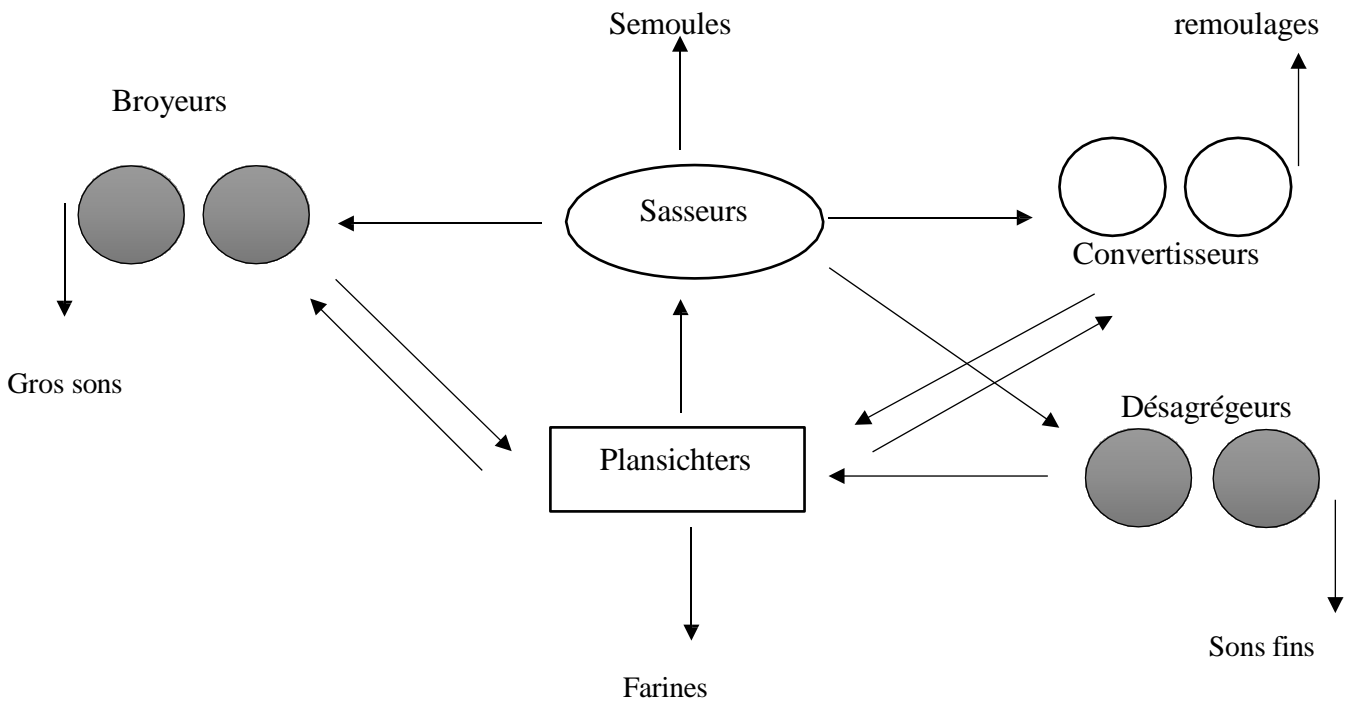 Semoules
remoulages
Broyeurs
Sasseurs
Convertisseurs
Gros sons
Désagrégeurs
Plansichters
Sons fins
Farines